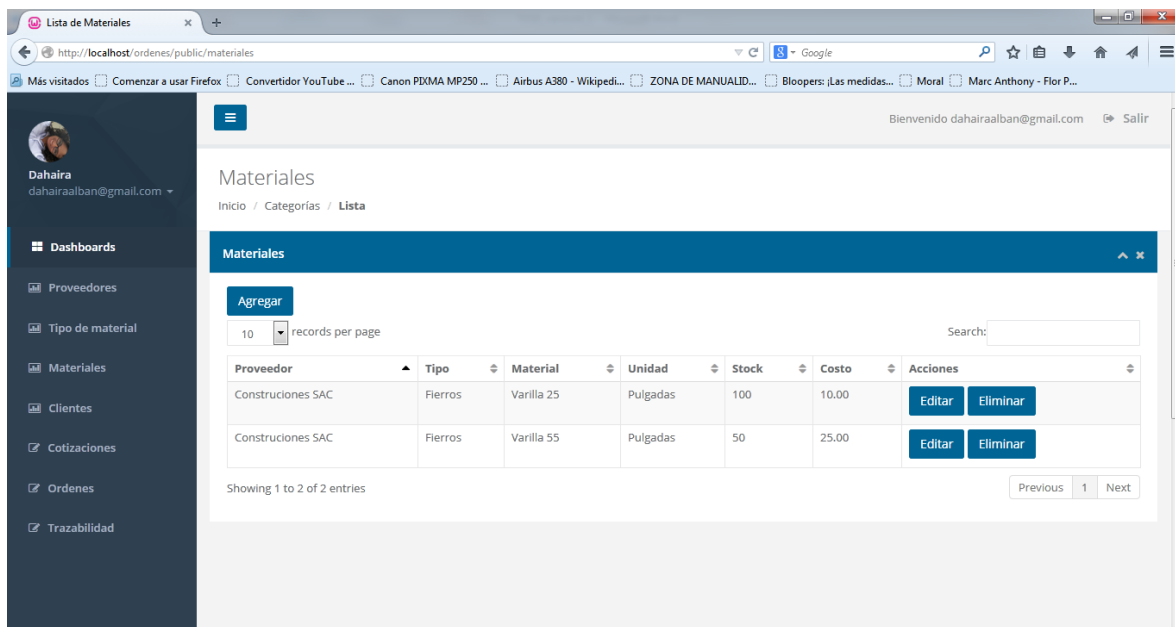 Lista de Materiales
http://localhost/ordenes/public/materiales
Google
Más visitados Comenzar a usar Firefox Convertidor YouTube ... Canon PIXMA MP250 ... Airbus A380 - Wikipedi... ZONA DE MANUALID... Bloopers: ¡Las medidas... Moral Marc Anthony - Flor P...
Bienvenido dahairaalban@gmail.com Salir
Dahaira
dahairaalban@gmail.com
Dashboards
Proveedores
Tipo de material
Materiales
Clientes
Cotizaciones
Ordenes
Trazabilidad
Materiales
Inicio / Categorías / Lista
Materiales
Agregar
10 records per page
Search:
Proveedor Tipo Material Unidad Stock Costo Acciones
Construciones SAC Fierros Varilla 25 Pulgadas 100 10.00 Editar Eliminar
Construciones SAC Fierros Varilla 55 Pulgadas 50 25.00 Editar Eliminar
Showing 1 to 2 of 2 entries
Previous 1 Next